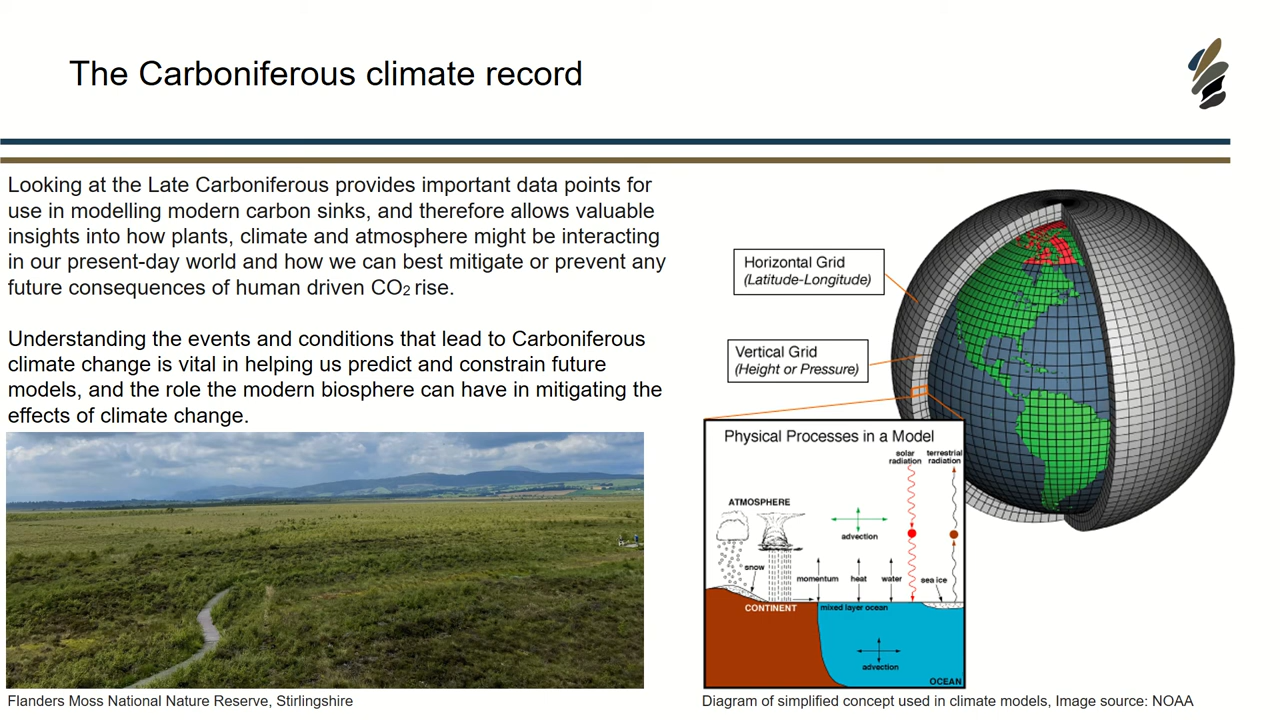 The Carboniferous climate record
Looking at the Late Carboniferous provides important data points for
use in modelling modern carbon sinks, and therefore allows valuable
insights into how plants, climate and atmosphere might be interacting
in our present-day world and how we can best mitigate or prevent any
future consequences of human driven CO2 rise.
Understanding the events and conditions that lead to Carboniferous
climate change is vital in helping us predict and constrain future
models, and the role the modern biosphere can have in mitigating the
effects of climate change.
Flanders Moss National Nature Reserve, Stirlingshire
Horizontal Grid
(Latitude-Longitude)
Vertical Grid
(Height or Pressure)
Physical Processes in a Model
solar
radiation
terrestrial
radiation
ATMOSPHERE
advection
snow
momentum
heat
water
sea ice
CONTINENT
mixed layer ocean
advection
OCEAN
Diagram of simplified concept used in climate models, Image source: NOAA